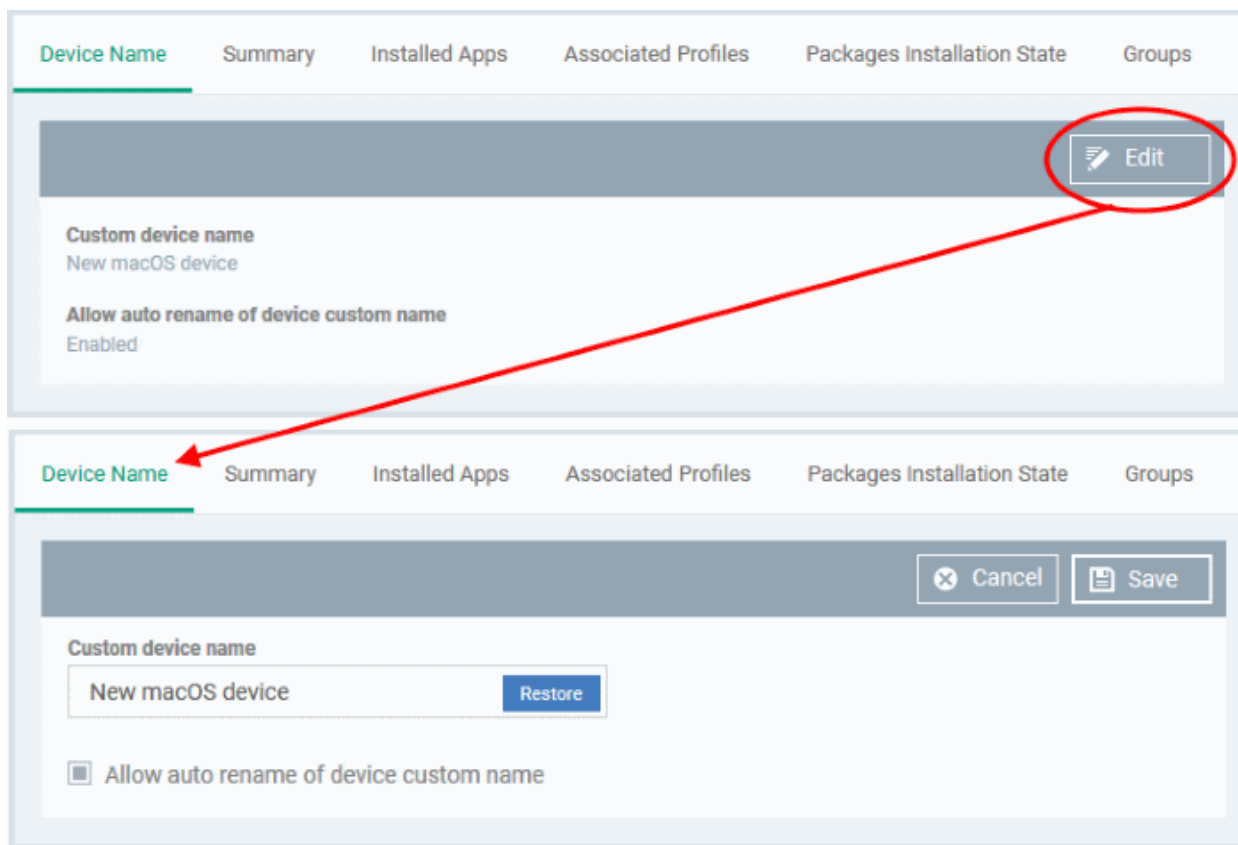 Device Name Summary Installed Apps Associated Profiles Packages Installation State Groups
Edit
Custom device name
New macOS device
Allow auto rename of device custom name
Enabled
Device Name Summary Installed Apps Associated Profiles Packages Installation State Groups
Cancel Save
Custom device name
New macOS device Restore
Allow auto rename of device custom name